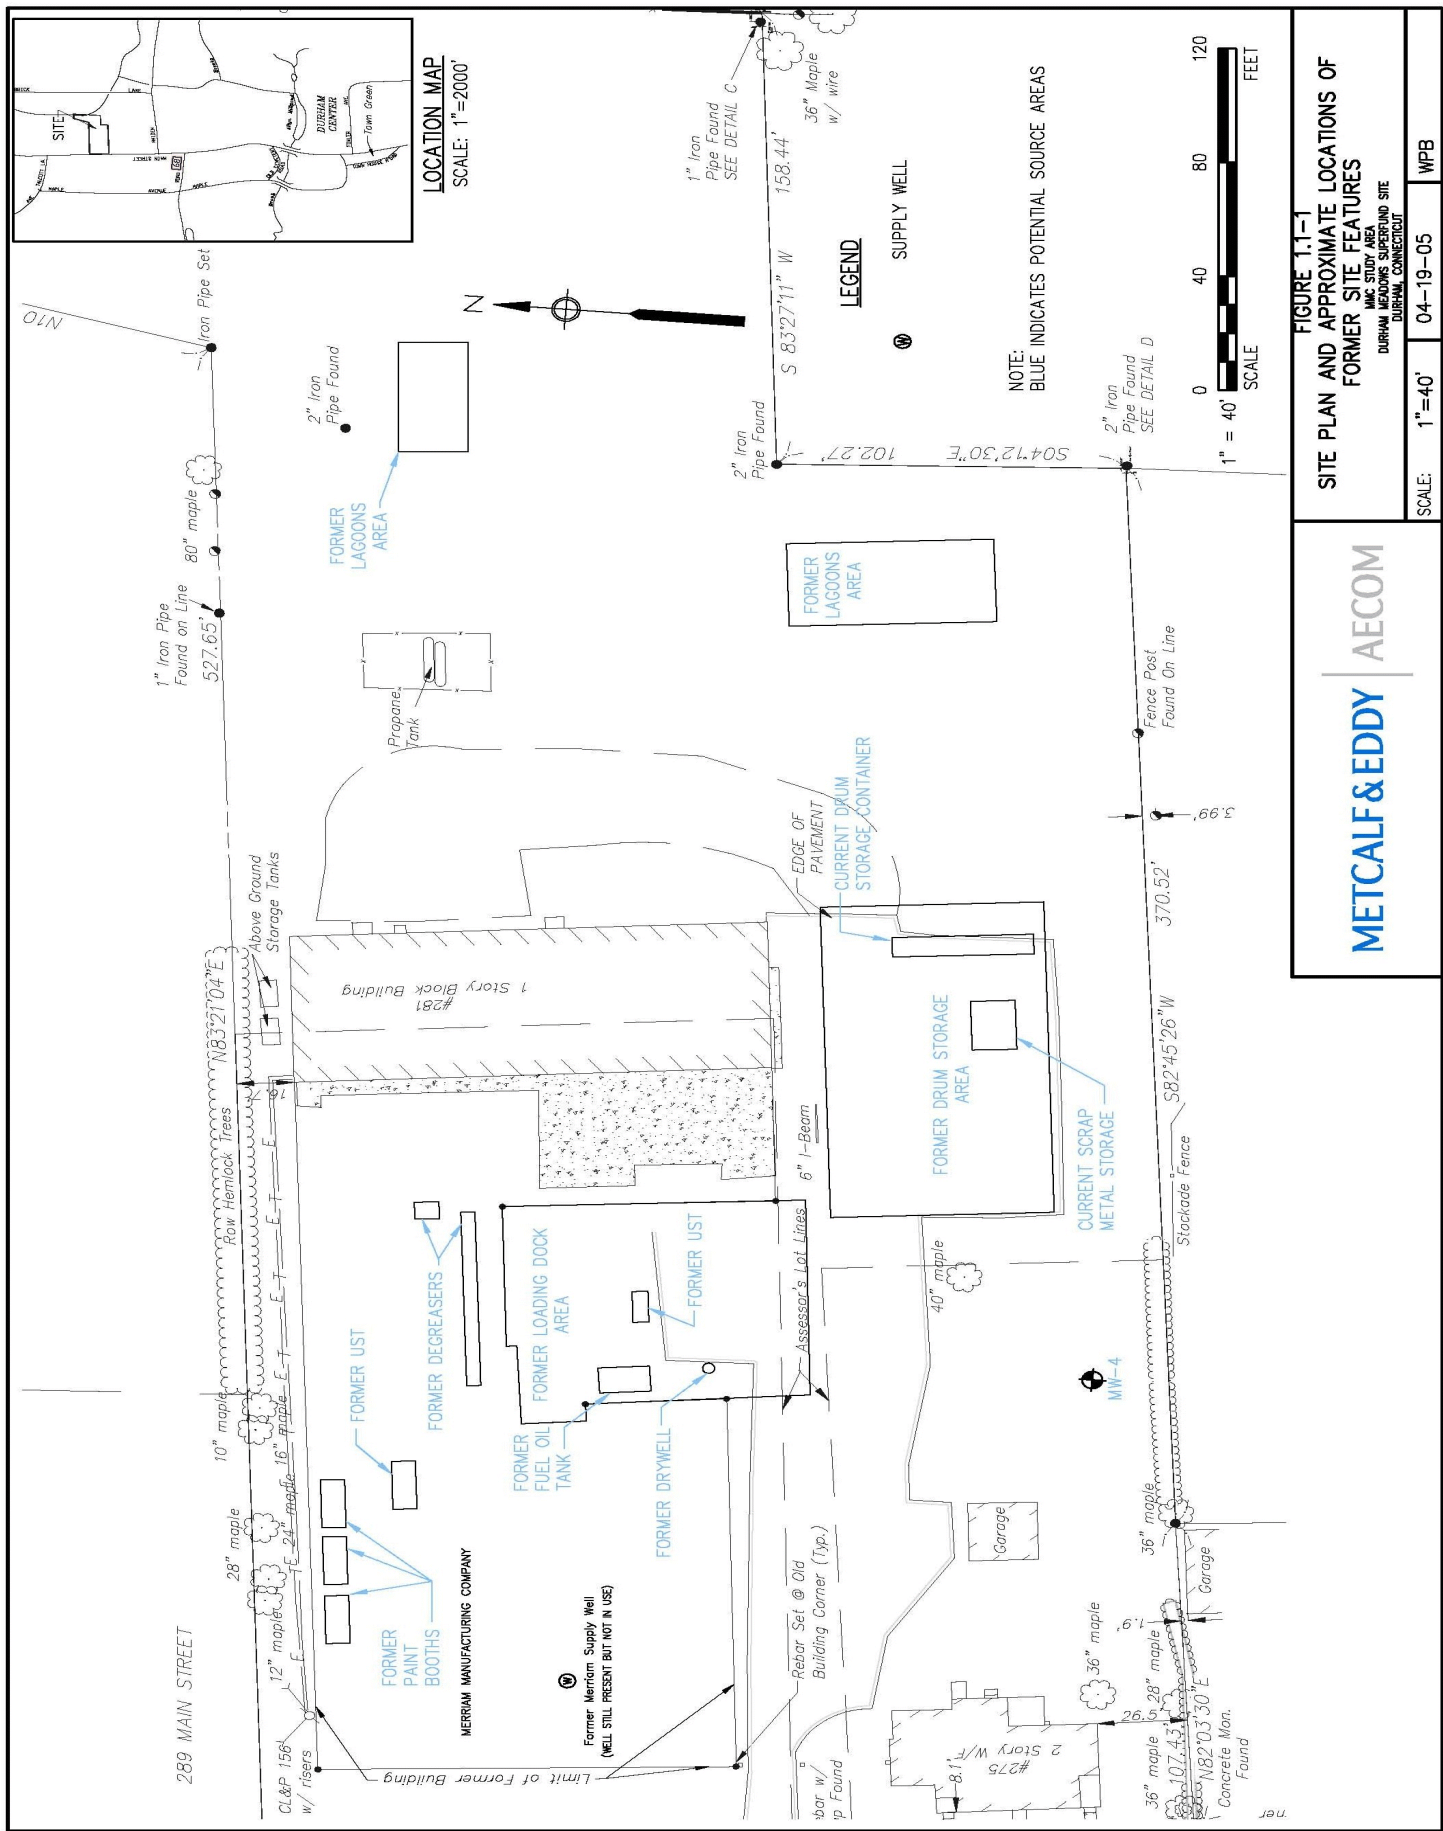 SITE
MAIN STREET
MAPLE
AVENUE
MAPLE
68
DURHAM
CENTER
Town Green
LOCATION MAP
SCALE: 1"=2000'
289 MAIN STREET
CL&P 156
w/ risers
12" maple
28" maple
24" maple
16" maple
10" maple
Row Hemlock Trees
N83°21'04"E
16.7'
Above Ground
Storage Tanks
1" Iron Pipe
Found on Line
527.65'
80" maple
Iron Pipe Set
N10
2" Iron
Pipe Found
N
FORMER
LAGOONS
AREA
Propane
Tank
#281
1 Story Block Building
FORMER UST
FORMER DEGREASERS
FORMER
PAINT
BOOTHS
MERRIAM MANUFACTURING COMPANY
Former Merriam Supply Well
(WELL STILL PRESENT BUT NOT IN USE)
W
FORMER LOADING DOCK
AREA
FORMER
FUEL OIL
TANK
FORMER UST
FORMER DRYWELL
Limit of Former Building
Rebar Set @ Old
Building Corner (Typ.)
Assessor's Lot Lines
6" I-Beam
EDGE OF
PAVEMENT
CURRENT DRUM
STORAGE CONTAINER
FORMER DRUM STORAGE
AREA
CURRENT SCRAP
METAL STORAGE
FORMER
LAGOONS
AREA
2" Iron
Pipe Found
S 83°27'11" W
158.44'
1" Iron
Pipe Found
SEE DETAIL C
36" Maple
w/ wire
102.27'
S04°12'30"E
2" Iron
Pipe Found
SEE DETAIL D
Fence Post
Found On Line
3.99'
370.52'
S82°45'26"W
Stockade Fence
40" maple
MW-4
Garage
36" maple
Garage
36" maple
1.9'
28" maple
26.5'
#275
2 Story W/F
8.1'
36" maple
107.43'
N82°03'30"E
Concrete Mon.
Found
LEGEND
W
SUPPLY WELL
NOTE:
BLUE INDICATES POTENTIAL SOURCE AREAS
0 40 80 120
1" = 40'
SCALE
FEET
METCALF&EDDY | AECOM
FIGURE 1.1-1
SITE PLAN AND APPROXIMATE LOCATIONS OF
FORMER SITE FEATURES
MMC STUDY AREA
DURHAM MEADOWS SUPERFUND SITE
DURHAM, CONNECTICUT
SCALE: 1"=40' 04-19-05 WPB